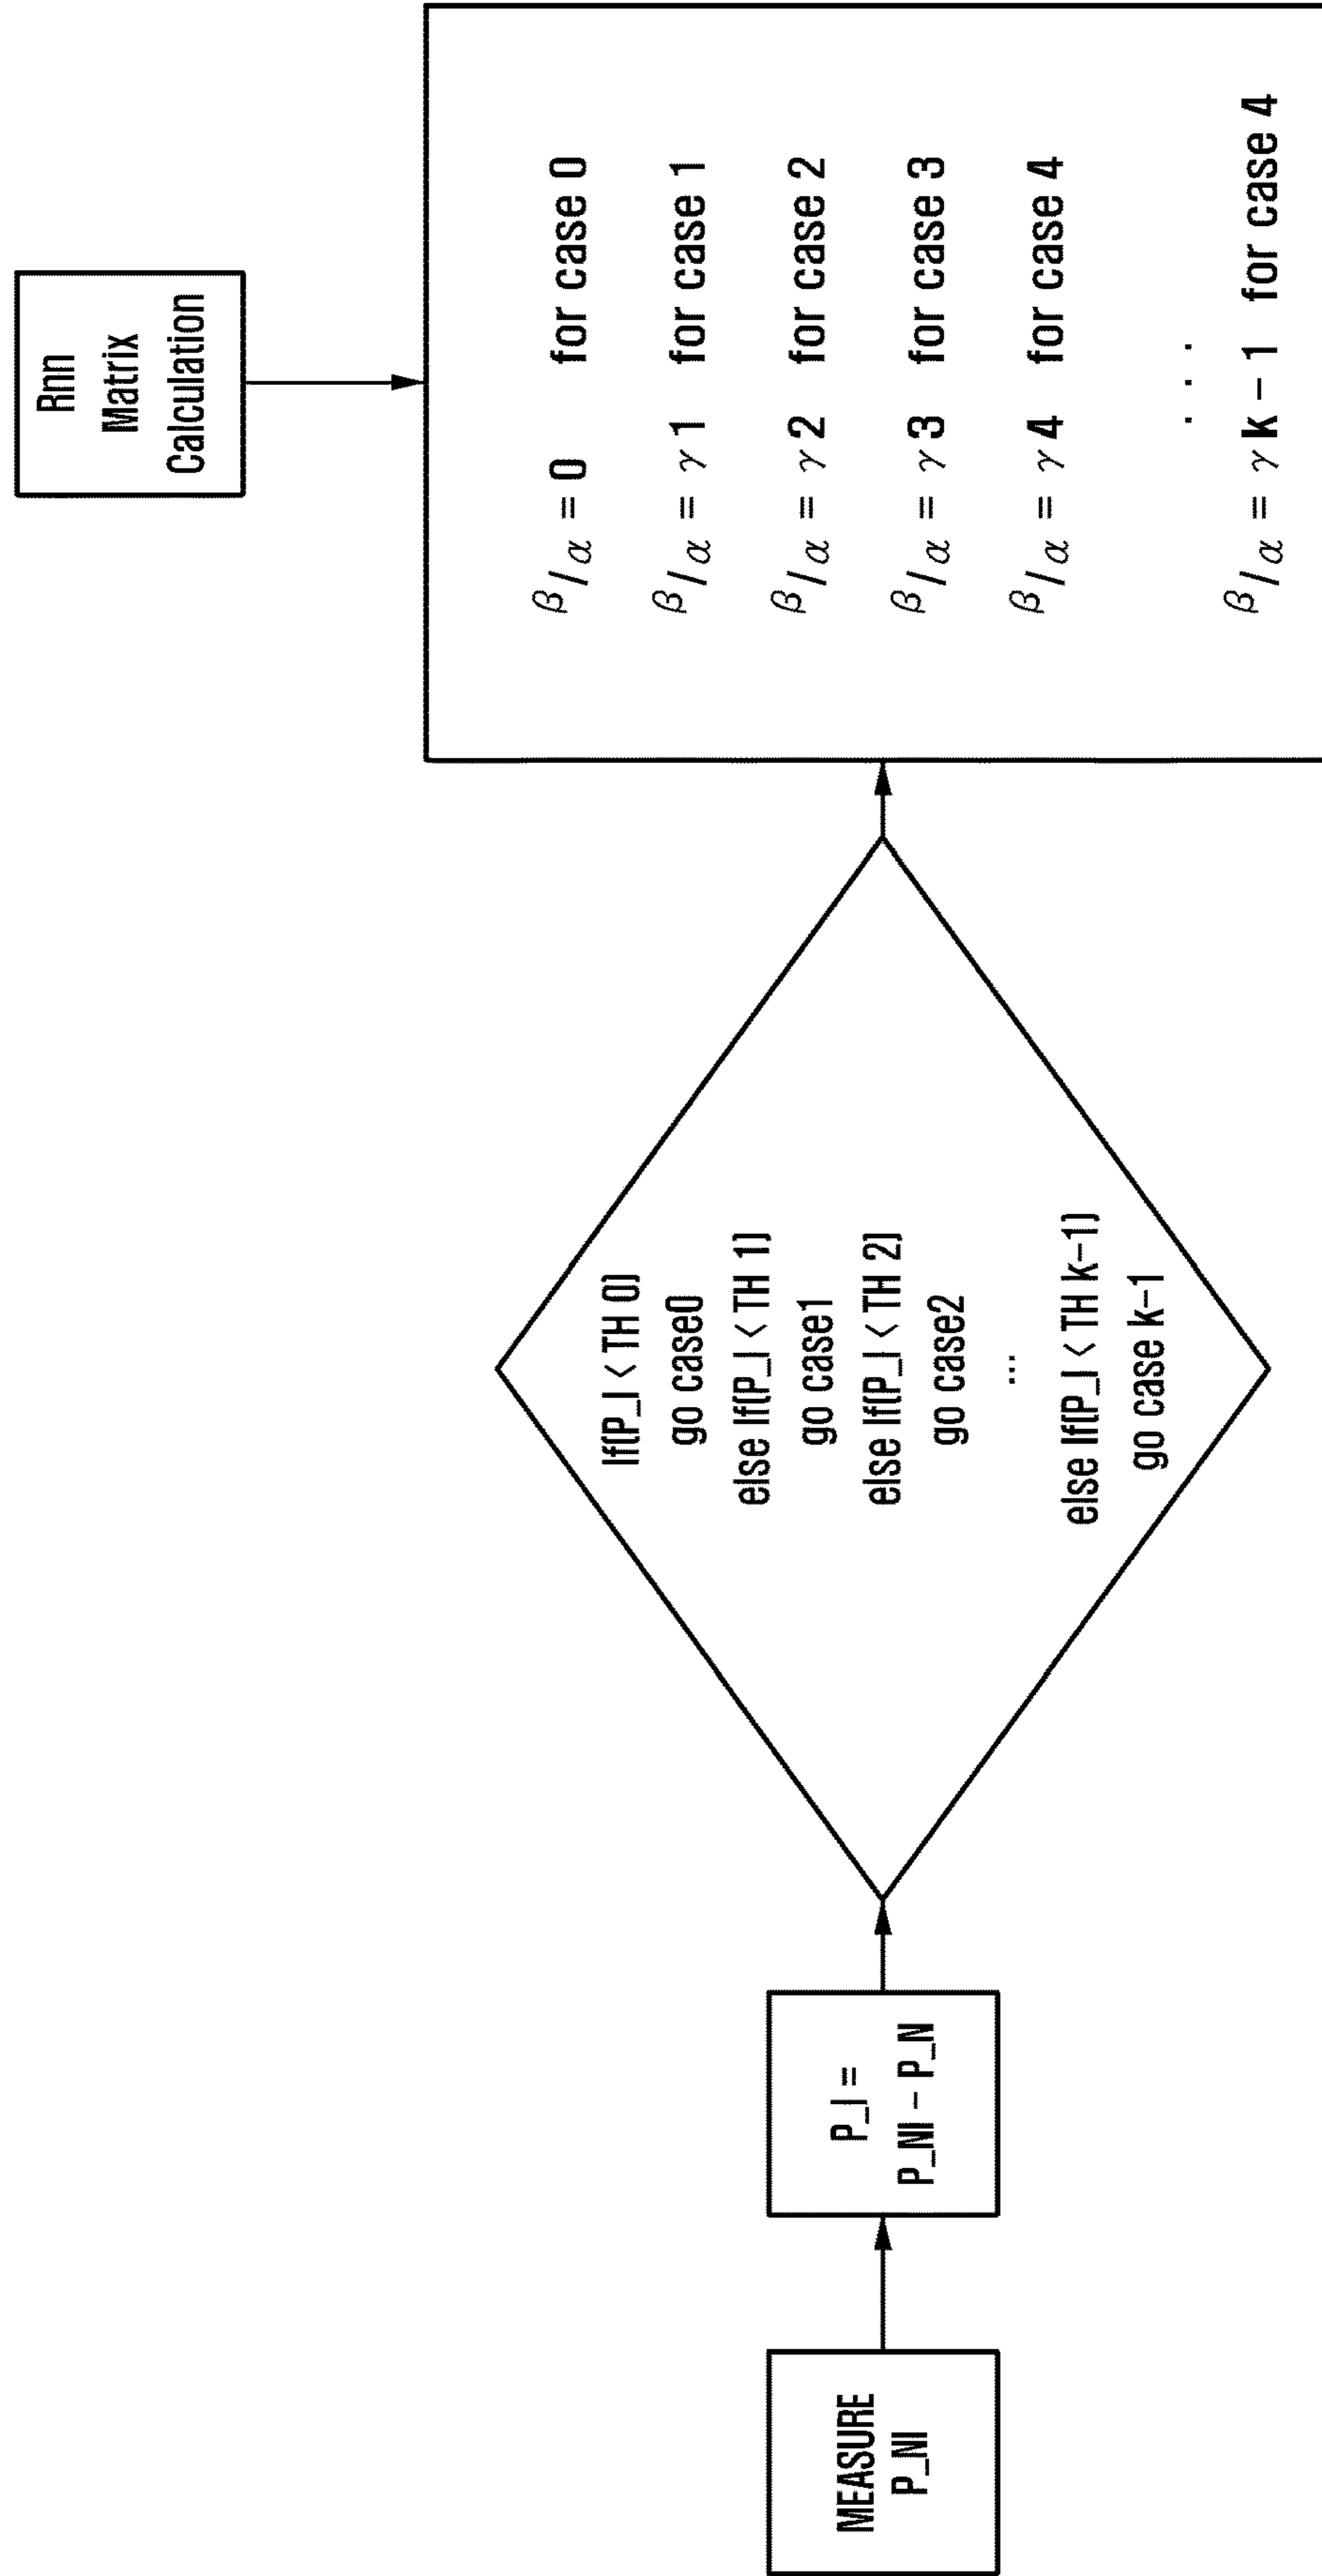 MEASURE
P_NI
P_I =
P_NI – P_N
If(P_I < TH 0)
go case0
else If(P_I < TH 1)
go case1
else If(P_I < TH 2)
go case2
...
else If(P_I < TH k–1)
go case k–1
Rnn
Matrix
Calculation
β/α = 0 for case 0
β/α = γ1 for case 1
β/α = γ2 for case 2
β/α = γ3 for case 3
β/α = γ4 for case 4
...
β/α = γk – 1 for case 4